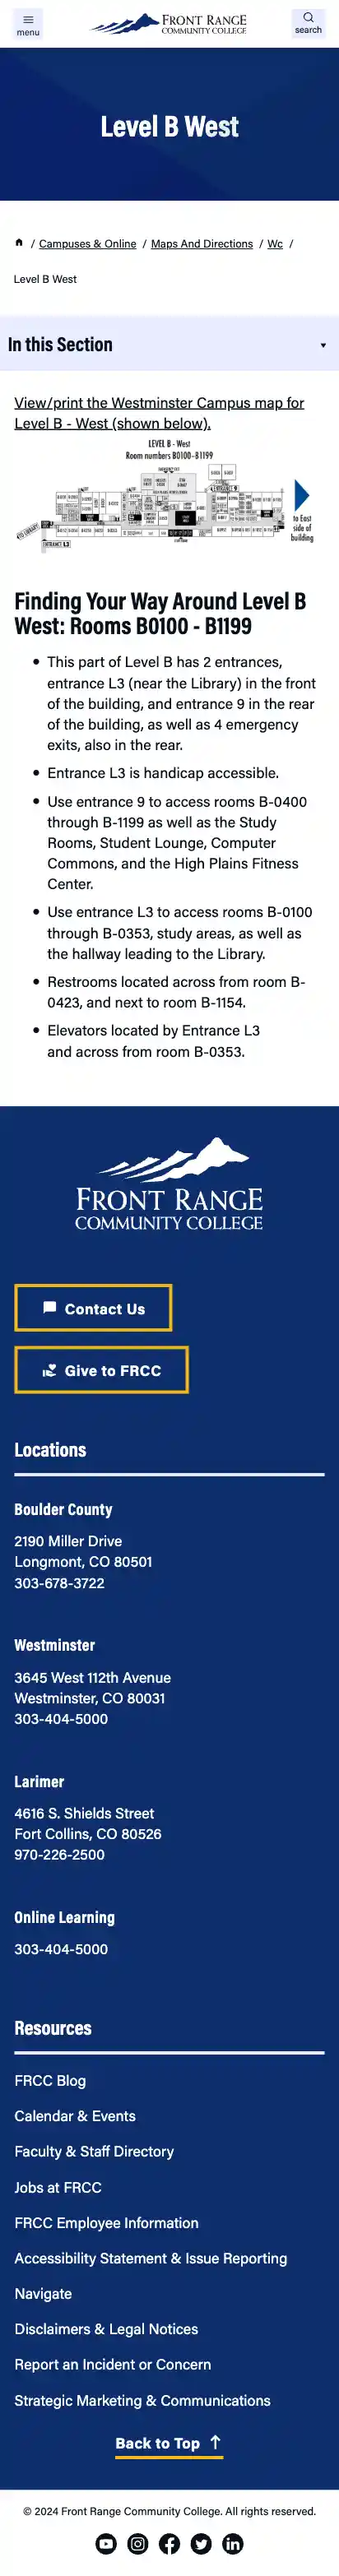 menu
FRONT RANGE
COMMUNITY COLLEGE
search
Level B West
/ Campuses & Online / Maps And Directions / Wc /
Level B West
In this Section
View/print the Westminster Campus map for
Level B - West (shown below).
LEVEL B - West
Room numbers B0100-B1199
ENTRANCE 9
TO LIBRARY
ENTRANCE L3
to East
side of
building
Finding Your Way Around Level B
West: Rooms B0100 - B1199
This part of Level B has 2 entrances,
entrance L3 (near the Library) in the front
of the building, and entrance 9 in the rear
of the building, as well as 4 emergency
exits, also in the rear.
Entrance L3 is handicap accessible.
Use entrance 9 to access rooms B-0400
through B-1199 as well as the Study
Rooms, Student Lounge, Computer
Commons, and the High Plains Fitness
Center.
Use entrance L3 to access rooms B-0100
through B-0353, study areas, as well as
the hallway leading to the Library.
Restrooms located across from room B-
0423, and next to room B-1154.
Elevators located by Entrance L3
and across from room B-0353.
FRONT RANGE
COMMUNITY COLLEGE
Contact Us
Give to FRCC
Locations
Boulder County
2190 Miller Drive
Longmont, CO 80501
303-678-3722
Westminster
3645 West 112th Avenue
Westminster, CO 80031
303-404-5000
Larimer
4616 S. Shields Street
Fort Collins, CO 80526
970-226-2500
Online Learning
303-404-5000
Resources
FRCC Blog
Calendar & Events
Faculty & Staff Directory
Jobs at FRCC
FRCC Employee Information
Accessibility Statement & Issue Reporting
Navigate
Disclaimers & Legal Notices
Report an Incident or Concern
Strategic Marketing & Communications
Back to Top ↑
© 2024 Front Range Community College. All rights reserved.